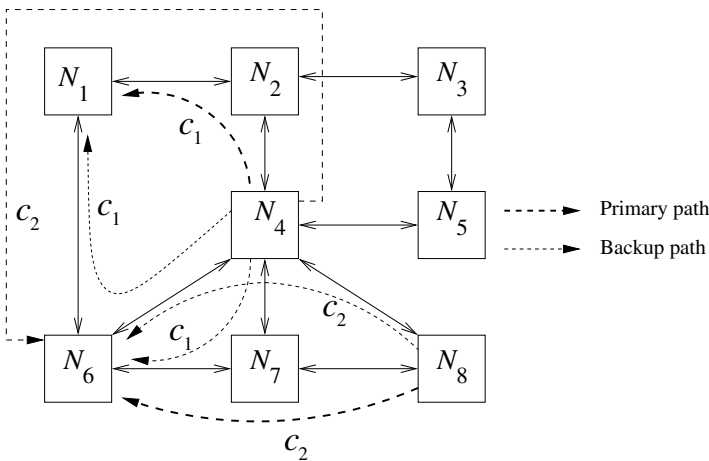 N₁
N₂
N₃
c₁
c₂
c₁
N₄
N₅
Primary path
Backup path
c₂
c₁
N₆
N₇
N₈
c₂